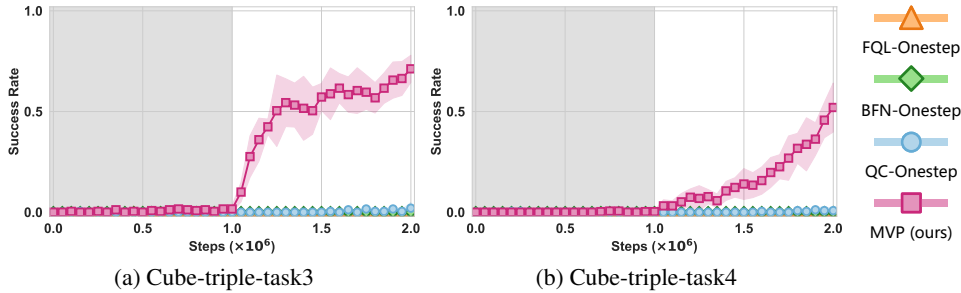 Success Rate
1.0
0.5
0.0
0.0 0.5 1.0 1.5 2.0
Steps (×10⁶)
(a) Cube-triple-task3
Success Rate
1.0
0.5
0.0
0.0 0.5 1.0 1.5 2.0
Steps (×10⁶)
(b) Cube-triple-task4
FQL-Onestep
BFN-Onestep
QC-Onestep
MVP (ours)